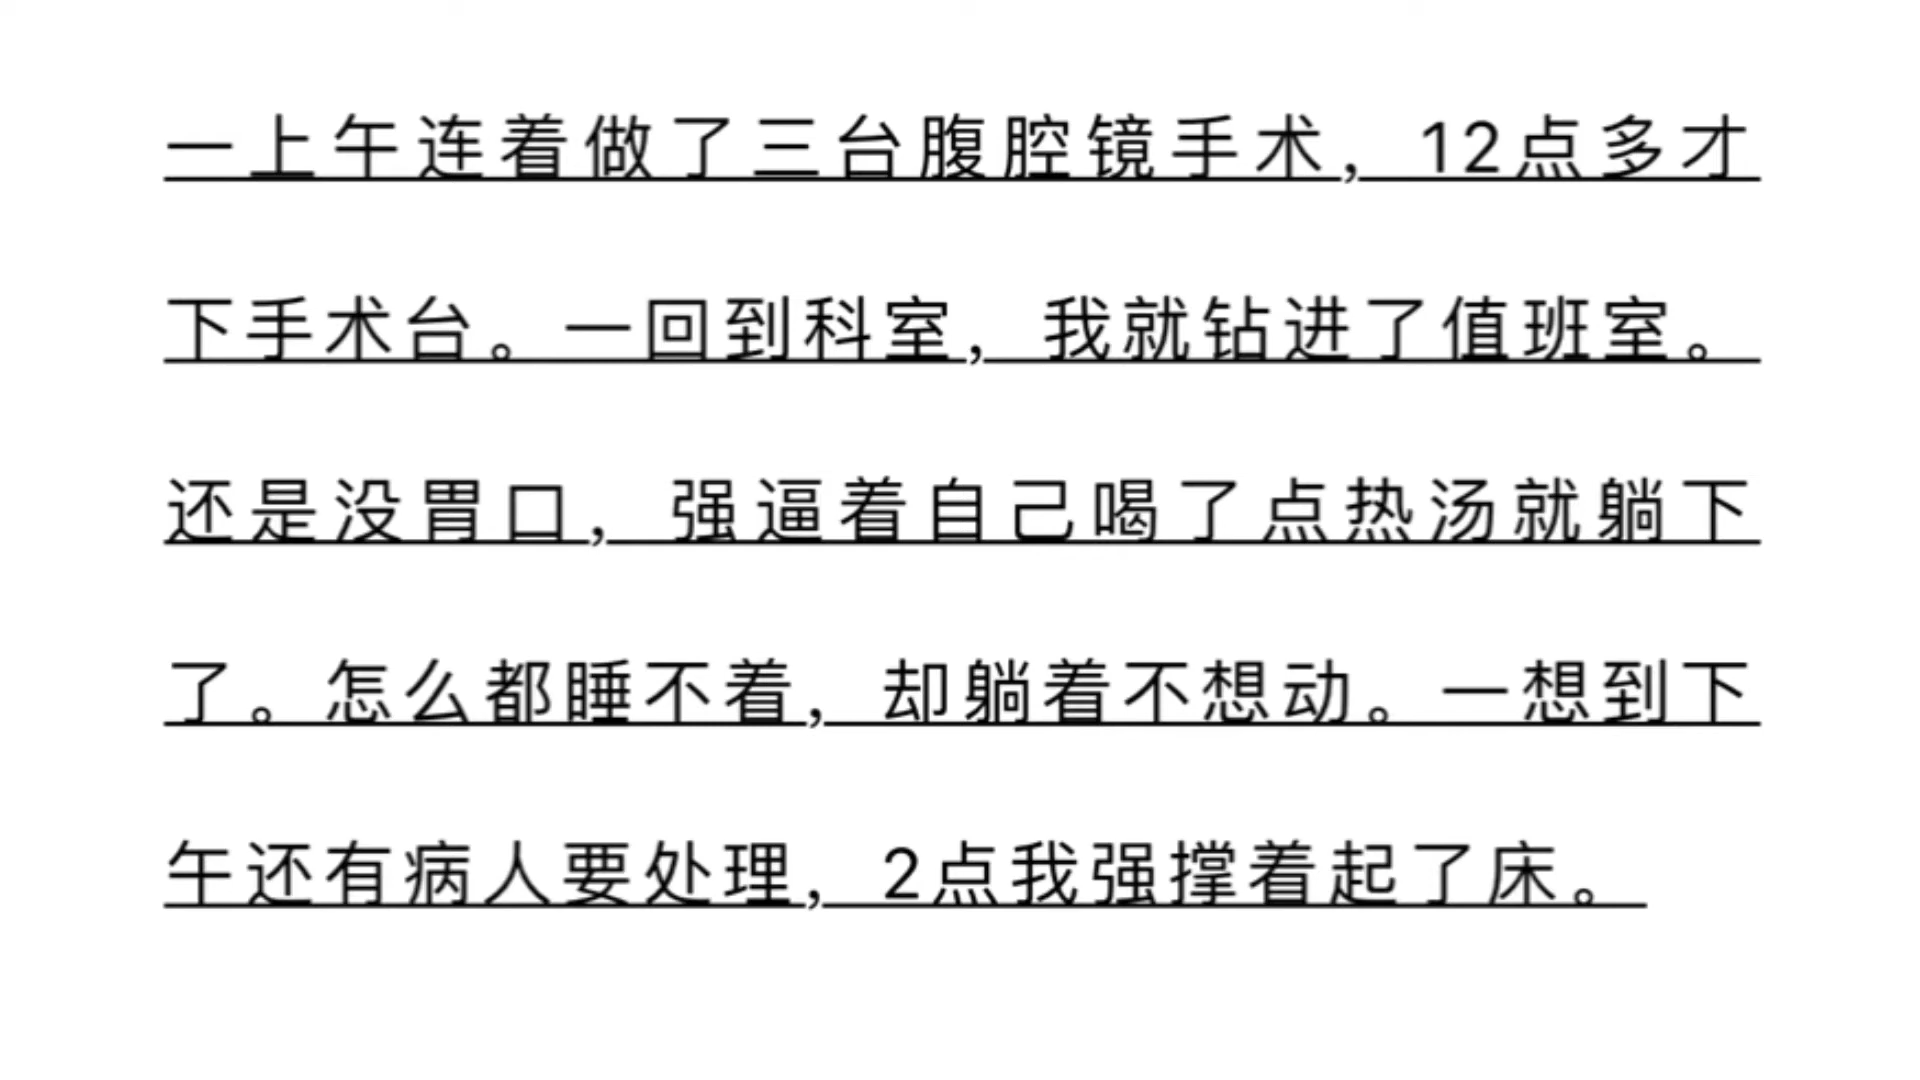 一上午连着做了三台腹腔镜手术，12点多才
下手术台。一回到科室，我就钻进了值班室。
还是没胃口，强逼着自己喝了点热汤就躺下
了。怎么都睡不着，却躺着不想动。一想到下
午还有病人要处理，2点我强撑着起了床。